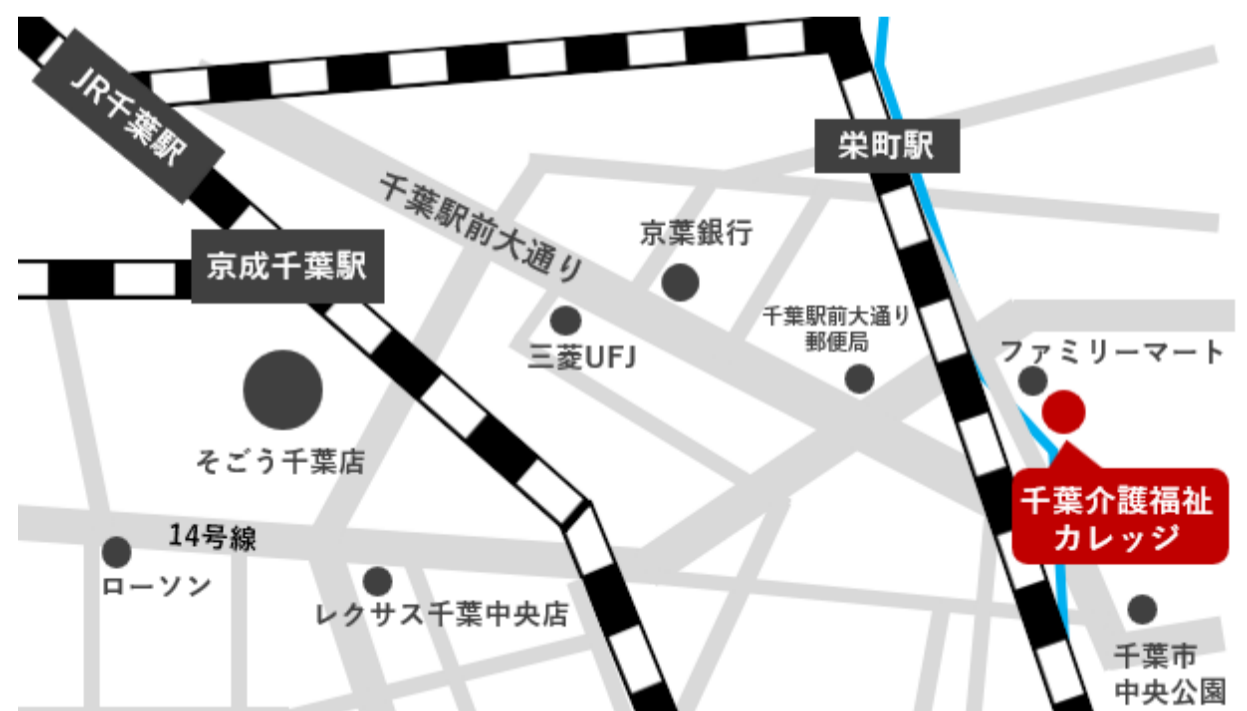 JR千葉駅
栄町駅
千葉駅前大通り
京葉銀行
京成千葉駅
千葉駅前大通り
郵便局
三菱UFJ
ファミリーマート
そごう千葉店
千葉介護福祉
カレッジ
14号線
ローソン
レクサス千葉中央店
千葉市
中央公園